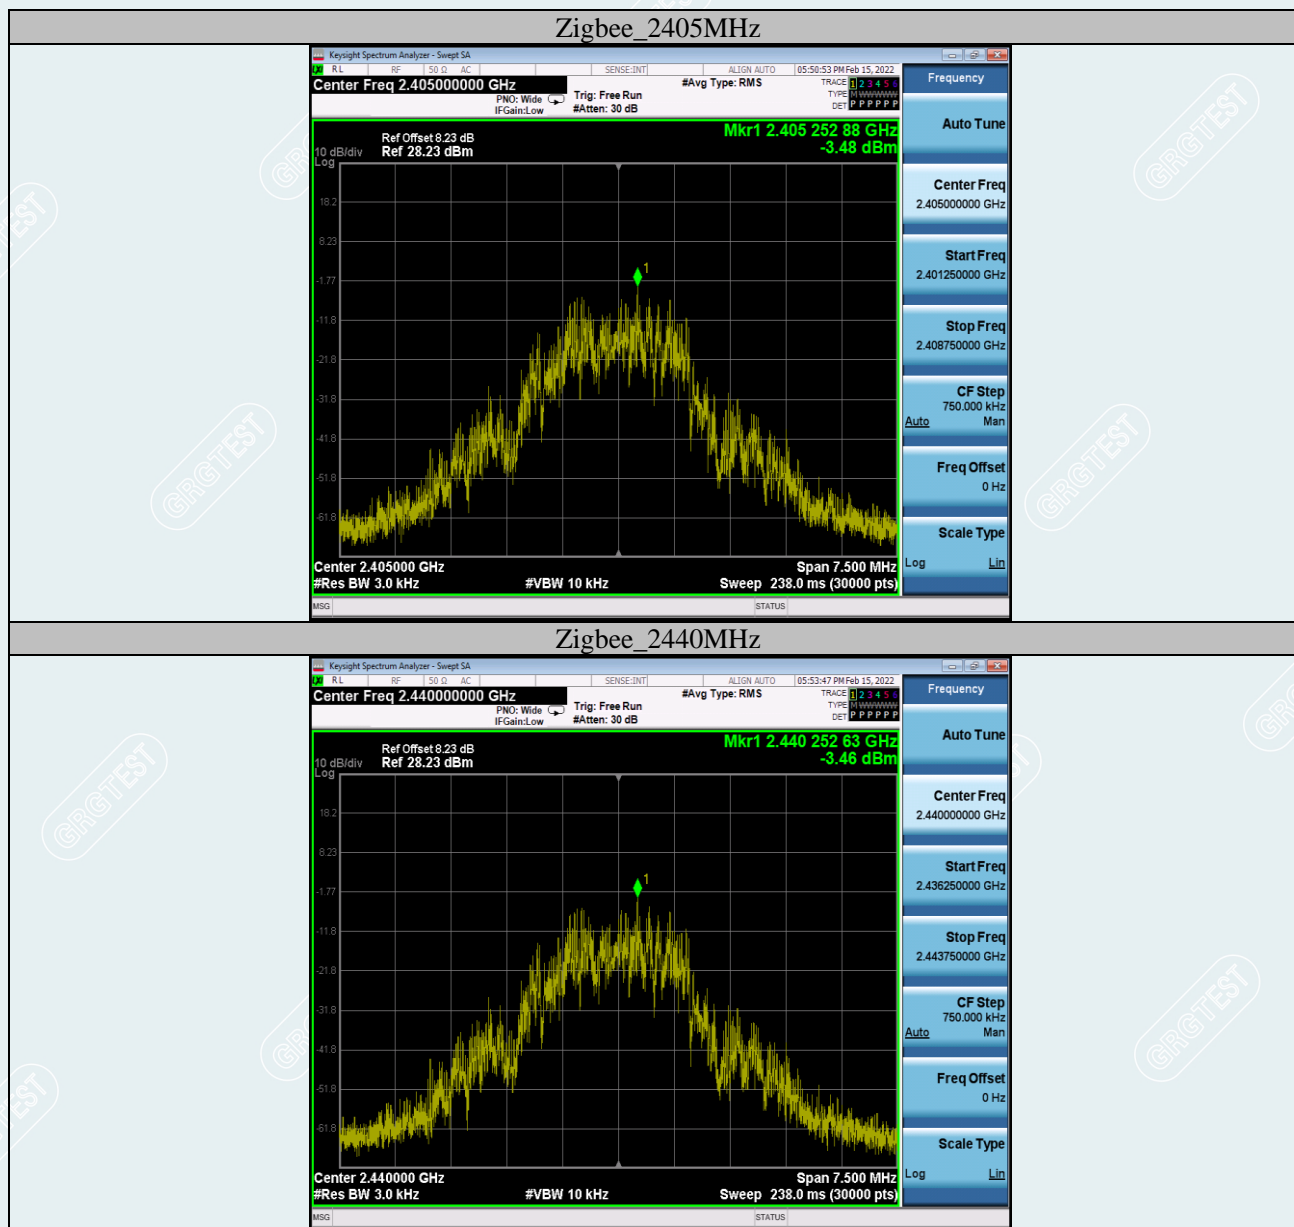 Zigbee_2405MHz
Keysight Spectrum Analyzer - Swept SA
RL RF 50 Ω AC SENSE:INT ALIGN AUTO 05:50:53 PM Feb 15, 2022
Center Freq 2.405000000 GHz #Avg Type: RMS TRACE 1 2 3 4 5 6
PNO: Wide Trig: Free Run TYPE M W W W W W
IFGain:Low #Atten: 30 dB DET P P P P P P
Frequency
Mkr1 2.405 252 88 GHz
-3.48 dBm
Ref Offset 8.23 dB
10 dB/div Ref 28.23 dBm
Log
18.2
8.23
-1.77
-11.8
-21.8
-31.8
-41.8
-51.8
-61.8
1
Center 2.405000 GHz Span 7.500 MHz
#Res BW 3.0 kHz #VBW 10 kHz Sweep 238.0 ms (30000 pts)
MSG STATUS
Auto Tune
Center Freq
2.405000000 GHz
Start Freq
2.401250000 GHz
Stop Freq
2.408750000 GHz
CF Step
750.000 kHz
Auto Man
Freq Offset
0 Hz
Scale Type
Log Lin
Zigbee_2440MHz
Keysight Spectrum Analyzer - Swept SA
RL RF 50 Ω AC SENSE:INT ALIGN AUTO 05:53:47 PM Feb 15, 2022
Center Freq 2.440000000 GHz #Avg Type: RMS TRACE 1 2 3 4 5 6
PNO: Wide Trig: Free Run TYPE M W W W W W
IFGain:Low #Atten: 30 dB DET P P P P P P
Frequency
Mkr1 2.440 252 63 GHz
-3.46 dBm
Ref Offset 8.23 dB
10 dB/div Ref 28.23 dBm
Log
18.2
8.23
-1.77
-11.8
-21.8
-31.8
-41.8
-51.8
-61.8
1
Center 2.440000 GHz Span 7.500 MHz
#Res BW 3.0 kHz #VBW 10 kHz Sweep 238.0 ms (30000 pts)
MSG STATUS
Auto Tune
Center Freq
2.440000000 GHz
Start Freq
2.436250000 GHz
Stop Freq
2.443750000 GHz
CF Step
750.000 kHz
Auto Man
Freq Offset
0 Hz
Scale Type
Log Lin
GRGTEST
GRGTEST
GRGTEST
GRGTEST
GRGTEST